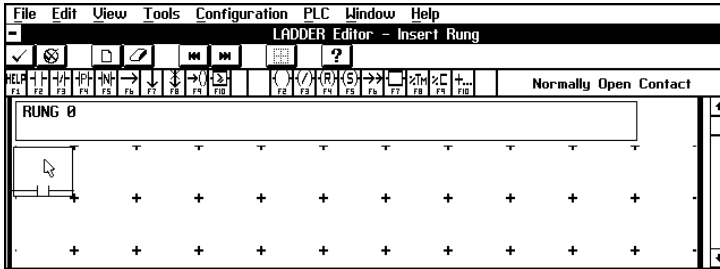 File Edit View Tools Configuration PLC Window Help
LADDER Editor - Insert Rung
?
HELP P N %TM %C +...
F1 F2 F3 F4 F5 F6 F7 F8 F9 F10 F2 F3 F4 F5 F6 F7 F8 F9 F10
(/) (R) (S)
Normally Open Contact
RUNG 0